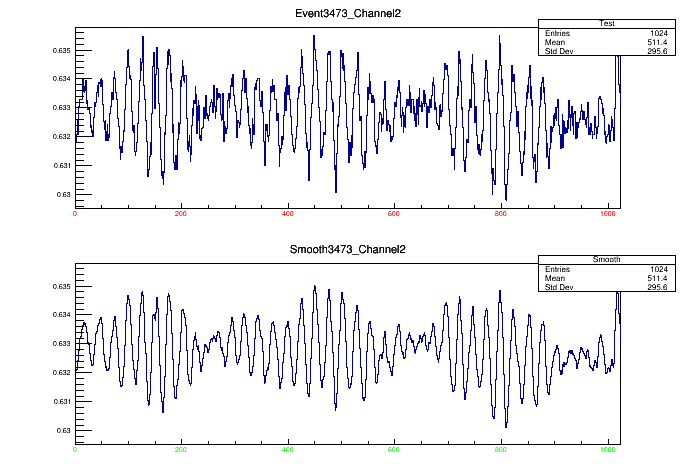 Event3473_Channel2
Test
Entries 1024
Mean 511.4
Std Dev 295.6
0.635
0.634
0.633
0.632
0.631
0.63
0 200 400 600 800 1000
Smooth3473_Channel2
Smooth
Entries 1024
Mean 511.4
Std Dev 295.6
0.635
0.634
0.633
0.632
0.631
0.63
0 200 400 600 800 1000